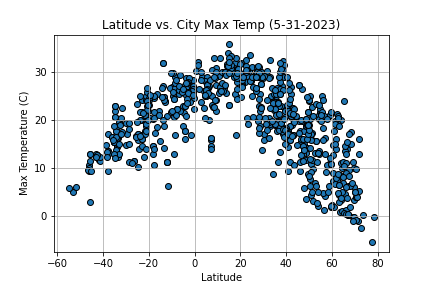 Latitude vs. City Max Temp (5-31-2023)
Max Temperature (C)
30
20
10
0
−60 −40 −20 0 20 40 60 80
Latitude